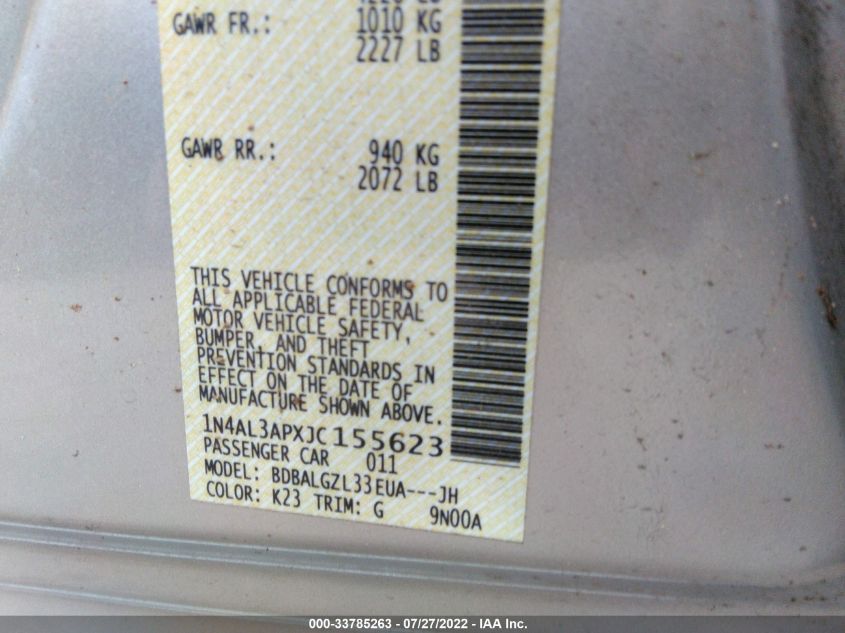 GAWR FR.: 1010 KG
2227 LB
GAWR RR.: 940 KG
2072 LB
THIS VEHICLE CONFORMS TO
ALL APPLICABLE FEDERAL
MOTOR VEHICLE SAFETY,
BUMPER, AND THEFT
PREVENTION STANDARDS IN
EFFECT ON THE DATE OF
MANUFACTURE SHOWN ABOVE.
1N4AL3APXJC155623
PASSENGER CAR 011
MODEL: BDBALGZL33EUA---JH
COLOR: K23 TRIM: G 9N00A
000-33785263 - 07/27/2022 - IAA Inc.